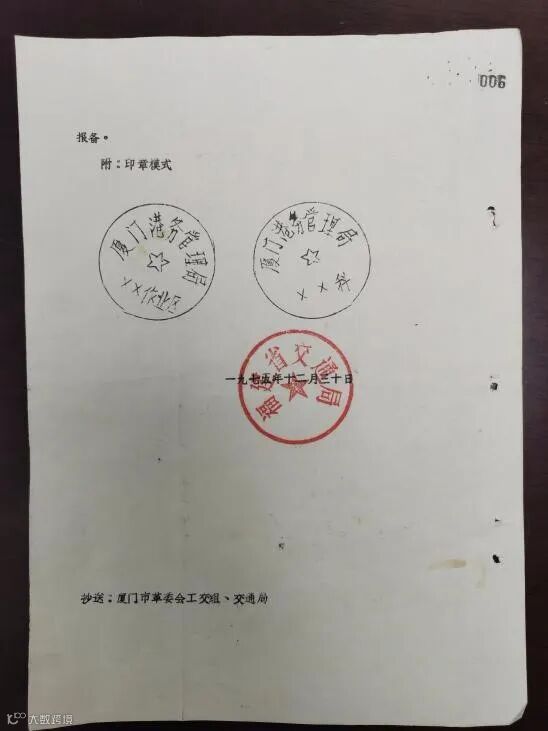 006
报备。
附：印章模式
厦门港务管理局
××作业区
厦门港务管理局
××科
福建省交通局
一九七五年十二月三十日
抄送：厦门市革委会工交组、交通局
大数跨境